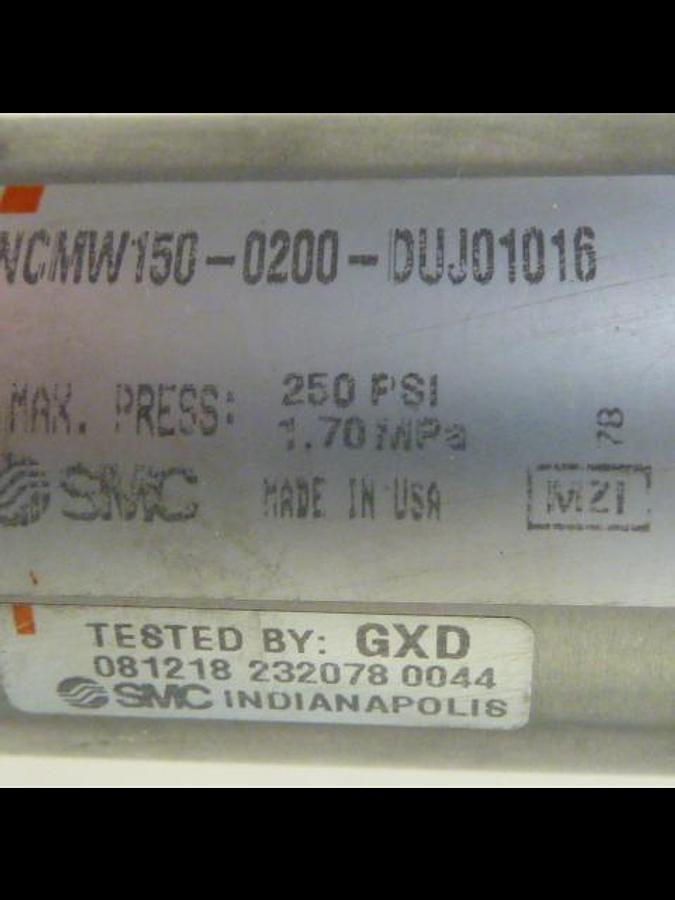 NCMW150-0200-DUJ01016
MAX. PRESS: 250 PSI
1.70 MPa
78
SMC MADE IN USA MZI
TESTED BY: GXD
081218 232078 0044
SMC INDIANAPOLIS